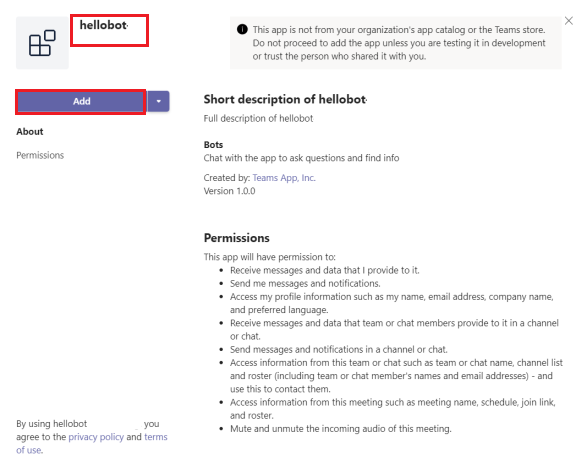 hellobot
This app is not from your organization's app catalog or the Teams store.
Do not proceed to add the app unless you are testing it in development
or trust the person who shared it with you.
Add
About
Permissions
Short description of hellobot
Full description of hellobot
Bots
Chat with the app to ask questions and find info
Created by: Teams App, Inc.
Version 1.0.0
Permissions
This app will have permission to:
• Receive messages and data that I provide to it.
• Send me messages and notifications.
• Access my profile information such as my name, email address, company name,
and preferred language.
• Receive messages and data that team or chat members provide to it in a channel
or chat.
• Send messages and notifications in a channel or chat.
• Access information from this team or chat such as team or chat name, channel list
and roster (including team or chat member's names and email addresses) - and
use this to contact them.
• Access information from this meeting such as meeting name, schedule, join link,
and roster.
• Mute and unmute the incoming audio of this meeting.
By using hellobot you
agree to the privacy policy and terms
of use.